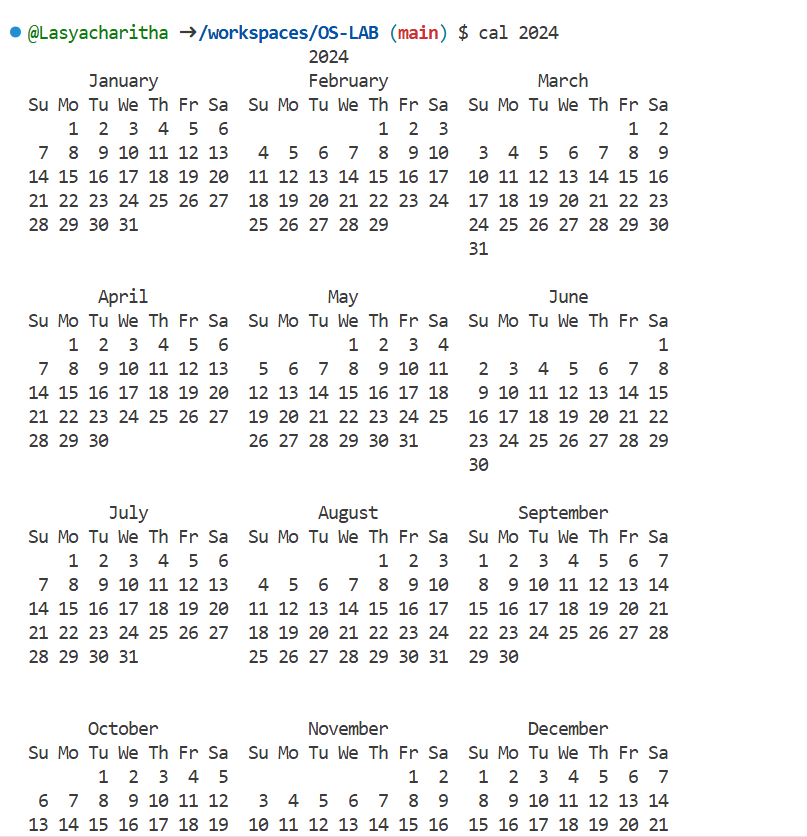 @Lasyacharitha ➜/workspaces/OS-LAB (main) $ cal 2024
                            2024
      January               February               March
Su Mo Tu We Th Fr Sa  Su Mo Tu We Th Fr Sa  Su Mo Tu We Th Fr Sa
    1  2  3  4  5  6               1  2  3                  1  2
 7  8  9 10 11 12 13   4  5  6  7  8  9 10   3  4  5  6  7  8  9
14 15 16 17 18 19 20  11 12 13 14 15 16 17  10 11 12 13 14 15 16
21 22 23 24 25 26 27  18 19 20 21 22 23 24  17 18 19 20 21 22 23
28 29 30 31           25 26 27 28 29        24 25 26 27 28 29 30
                                            31
       April                  May                   June
Su Mo Tu We Th Fr Sa  Su Mo Tu We Th Fr Sa  Su Mo Tu We Th Fr Sa
    1  2  3  4  5  6            1  2  3  4                     1
 7  8  9 10 11 12 13   5  6  7  8  9 10 11   2  3  4  5  6  7  8
14 15 16 17 18 19 20  12 13 14 15 16 17 18   9 10 11 12 13 14 15
21 22 23 24 25 26 27  19 20 21 22 23 24 25  16 17 18 19 20 21 22
28 29 30              26 27 28 29 30 31     23 24 25 26 27 28 29
                                            30
        July                 August              September
Su Mo Tu We Th Fr Sa  Su Mo Tu We Th Fr Sa  Su Mo Tu We Th Fr Sa
    1  2  3  4  5  6               1  2  3   1  2  3  4  5  6  7
 7  8  9 10 11 12 13   4  5  6  7  8  9 10   8  9 10 11 12 13 14
14 15 16 17 18 19 20  11 12 13 14 15 16 17  15 16 17 18 19 20 21
21 22 23 24 25 26 27  18 19 20 21 22 23 24  22 23 24 25 26 27 28
28 29 30 31           25 26 27 28 29 30 31  29 30
      October               November              December
Su Mo Tu We Th Fr Sa  Su Mo Tu We Th Fr Sa  Su Mo Tu We Th Fr Sa
       1  2  3  4  5                  1  2   1  2  3  4  5  6  7
 6  7  8  9 10 11 12   3  4  5  6  7  8  9   8  9 10 11 12 13 14
13 14 15 16 17 18 19  10 11 12 13 14 15 16  15 16 17 18 19 20 21